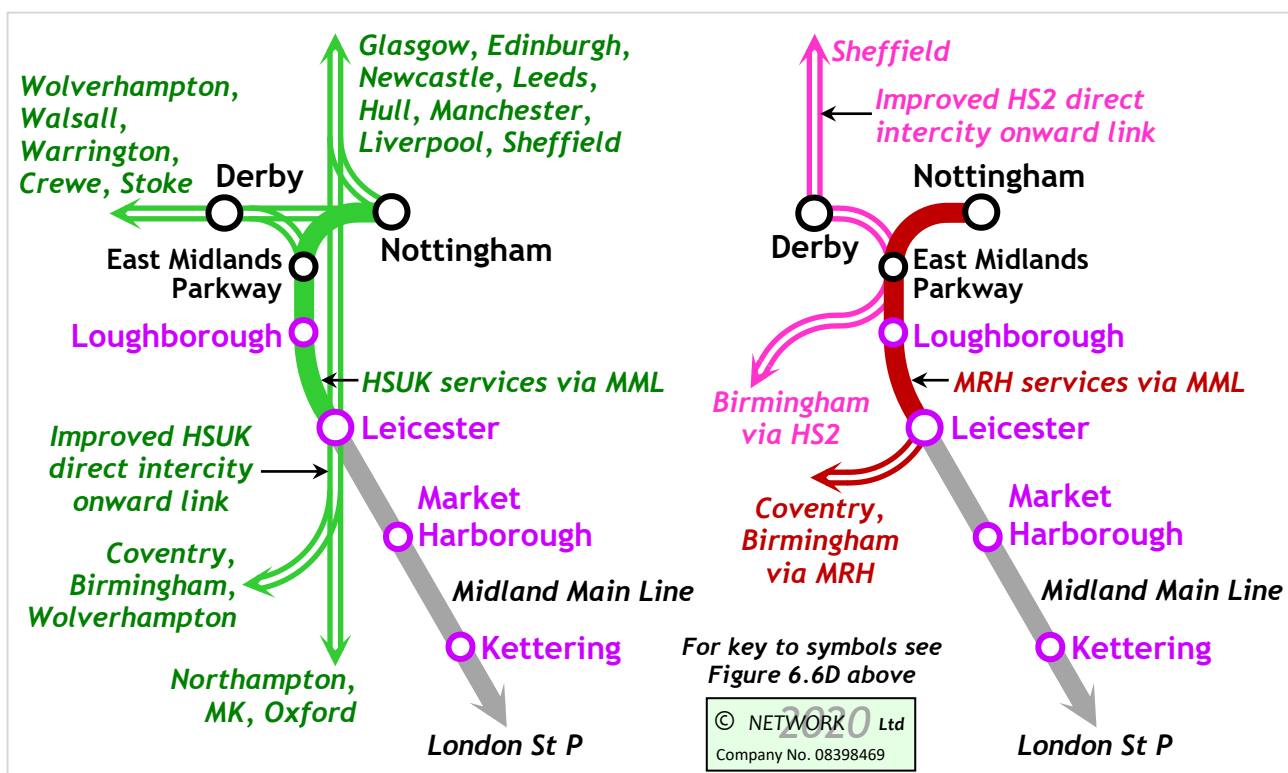 Glasgow, Edinburgh,
Newcastle, Leeds,
Hull, Manchester,
Liverpool, Sheffield
Wolverhampton,
Walsall,
Warrington,
Crewe, Stoke
Derby
Nottingham
East Midlands
Parkway
Loughborough
HSUK services via MML
Leicester
Improved HSUK
direct intercity
onward link
Market
Harborough
Coventry,
Birmingham,
Wolverhampton
Midland Main Line
Kettering
Northampton,
MK, Oxford
London St P
Sheffield
Improved HS2 direct
intercity onward link
Nottingham
Derby
East Midlands
Parkway
Loughborough
MRH services via MML
Birmingham
via HS2
Leicester
Coventry,
Birmingham
via MRH
Market
Harborough
Midland Main Line
Kettering
London St P
For key to symbols see
Figure 6.6D above
© NETWORK 2020 Ltd
Company No. 08398469